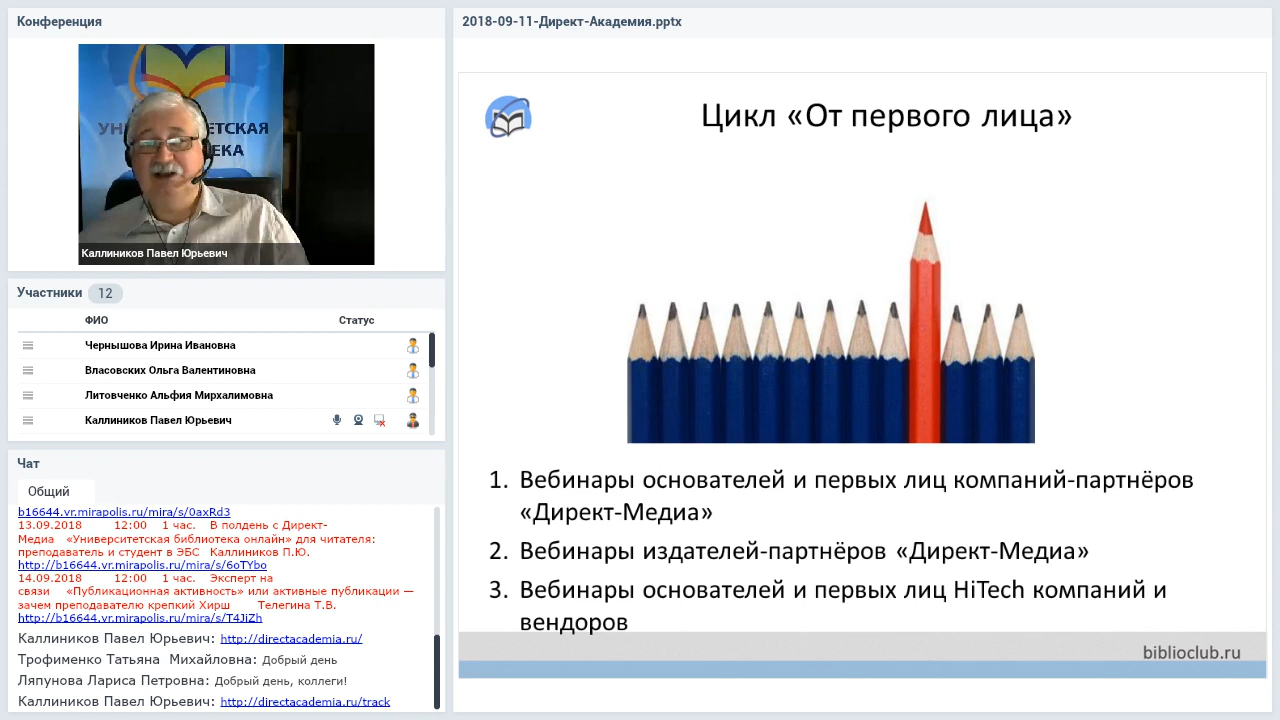 Конференция
УНИ ЕТСКАЯ
ЕКА
Каллиников Павел Юрьевич
Участники 12
ФИО Статус
Чернышова Ирина Ивановна
Власовских Ольга Валентиновна
Литовченко Альфия Мирхалимовна
Каллиников Павел Юрьевич
Чат
Общий
b16644.vr.mirapolis.ru/mira/s/0axRd3
13.09.2018 12:00 1 час. В полдень с Директ-
Медиа «Университетская библиотека онлайн» для читателя:
преподаватель и студент в ЭБС Каллиников П.Ю.
http://b16644.vr.mirapolis.ru/mira/s/6oTYbo
14.09.2018 12:00 1 час. Эксперт на
связи «Публикационная активность» или активные публикации —
зачем преподавателю крепкий Хирш Телегина Т.В.
http://b16644.vr.mirapolis.ru/mira/s/T4JiZh
Каллиников Павел Юрьевич: http://directacademia.ru/
Трофименко Татьяна Михайловна: Добрый день
Ляпунова Лариса Петровна: Добрый день, коллеги!
Каллиников Павел Юрьевич: http://directacademia.ru/track
2018-09-11-Директ-Академия.pptx
Цикл «От первого лица»
1. Вебинары основателей и первых лиц компаний-партнёров
«Директ-Медиа»
2. Вебинары издателей-партнёров «Директ-Медиа»
3. Вебинары основателей и первых лиц HiTech компаний и
вендоров
biblioclub.ru